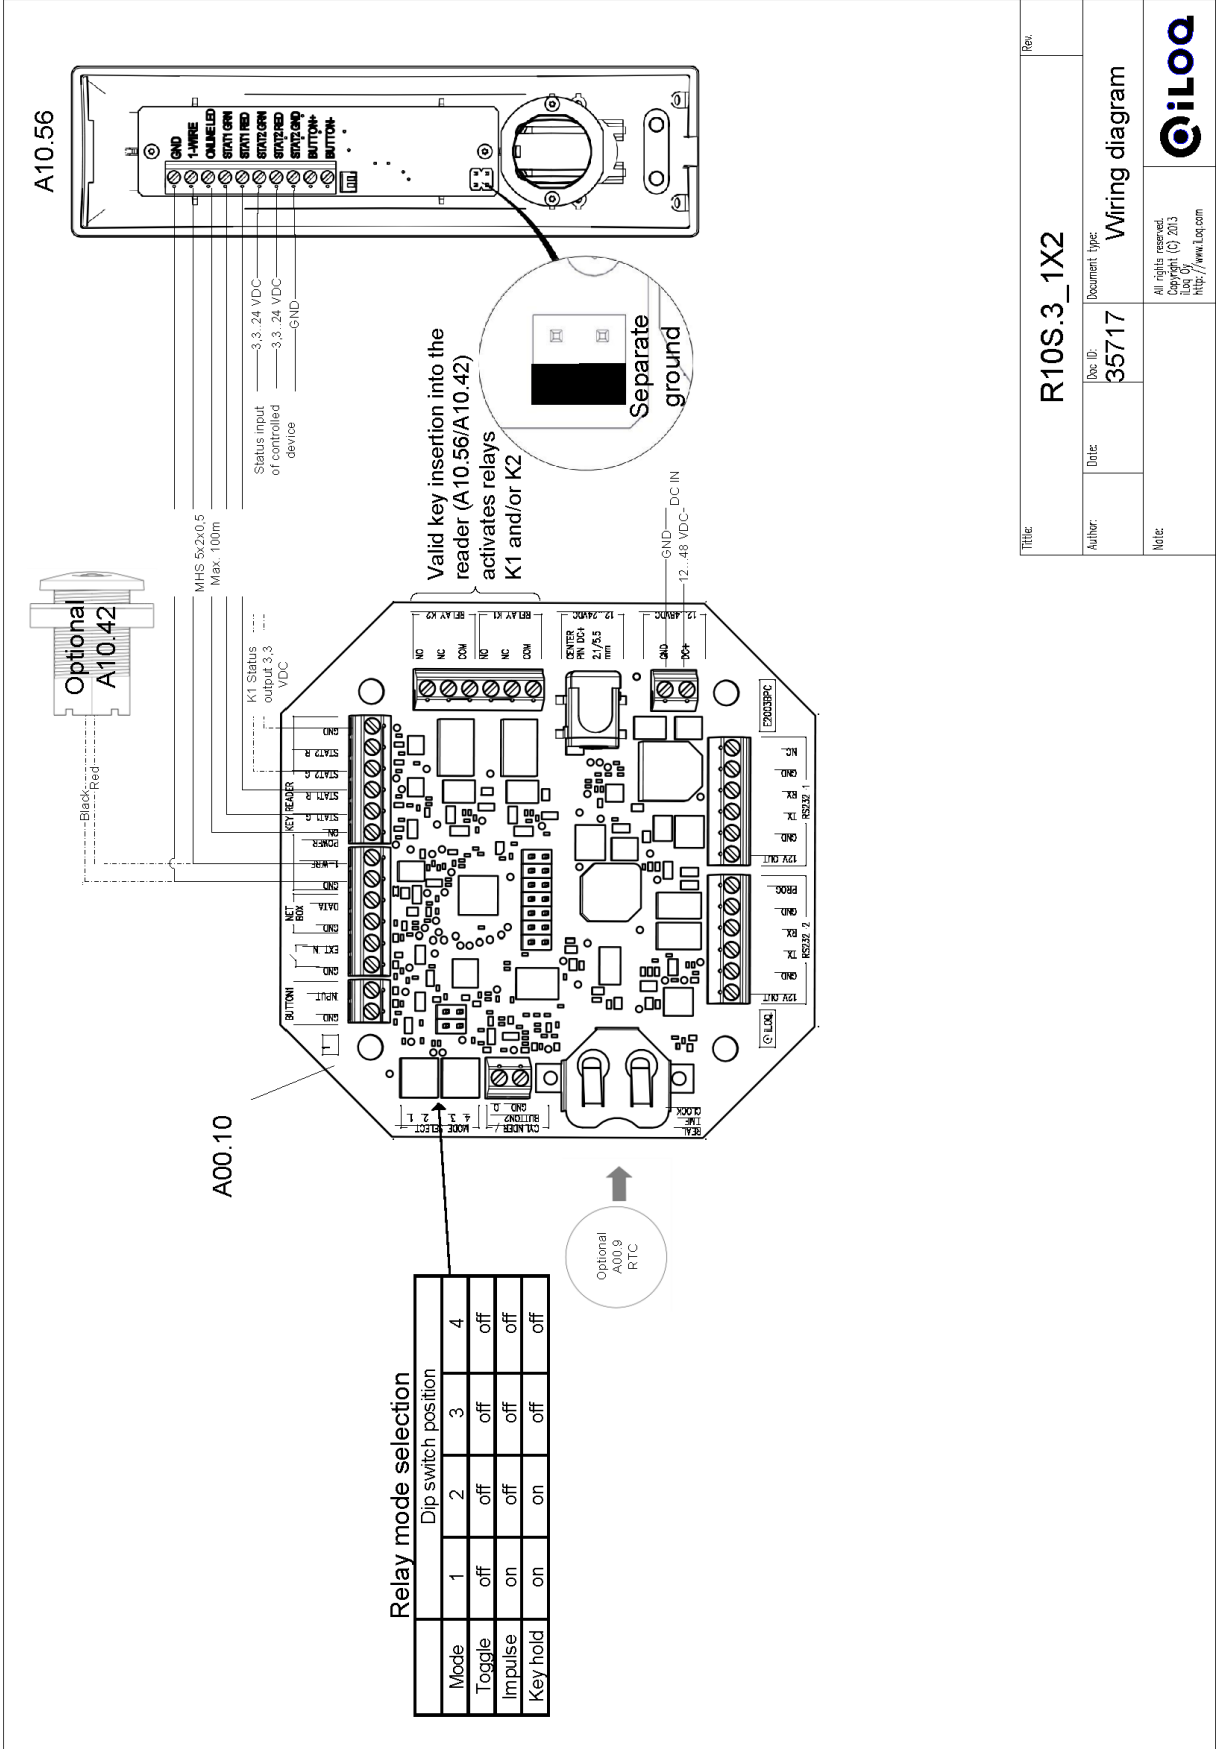 A10.56
GND
1-WIRE
ONLINE LED
STAT1 GRN
STAT1 RED
STAT2 GRN
STAT2 RED
STAT2 GND
BUTTON+
BUTTON-
3,3..24 VDC
3,3..24 VDC
GND
Status input
of controlled
device
MHS 5x2x0,5
Max. 100m
Optional
A10.42
Black
Red
K1 Status
output 3,3
VDC
Valid key insertion into the
reader (A10.56/A10.42)
activates relays
K1 and/or K2
Separate
ground
GND
DC IN
12...48 VDC
A00.10
KEY READER
GND
STAT2 R
STAT2 G
STAT1 R
STAT1 G
ON
POWER
1-WIRE
GND
NET
BOX
DATA
GND
EXT IN
GND
BUTTON1
INPUT
GND
1
RELAY K2
NO
NC
COM
RELAY K1
NO
NC
COM
12...24VDC
CENTER
PIN DC+
2.1/5.5
mm
12...48VDC
GND
DC+
E2003BPC
RS232 1
NC
GND
RX
TX
GND
12V OUT
RS232 2
PROG
GND
RX
TX
GND
12V OUT
iLOQ
MODE SELECT
4 3 2 1
CYLINDER /
BUTTON2
GND
REAL
TIME
CLOCK
Optional
A00.9
RTC
Relay mode selection
Dip switch position
Mode 1 2 3 4
Toggle off off off off
Impulse on off off off
Key hold on on off off
Title:
R10S.3_1X2
Rev.
Author:
Date:
Doc ID:
35717
Document type:
Wiring diagram
Note:
All rights reserved.
Copyright (C) 2013
iLoq Oy
http://www.iLoq.com
iLOQ